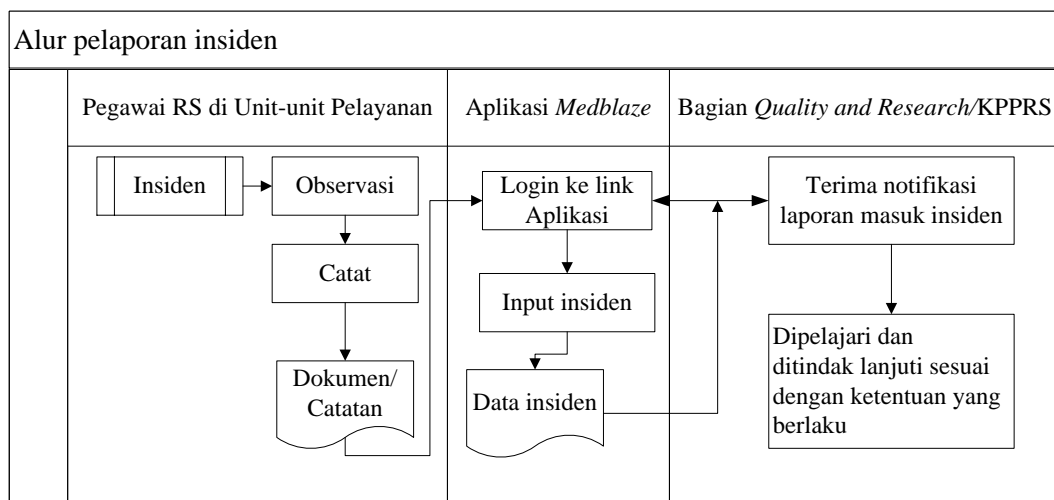 Alur pelaporan insiden
Pegawai RS di Unit-unit Pelayanan
Aplikasi Medblaze
Bagian Quality and Research/KPPRS
Insiden
Observasi
Catat
Dokumen/
Catatan
Login ke link
Aplikasi
Input insiden
Data insiden
Terima notifikasi
laporan masuk insiden
Dipelajari dan
ditindak lanjuti sesuai
dengan ketentuan yang
berlaku